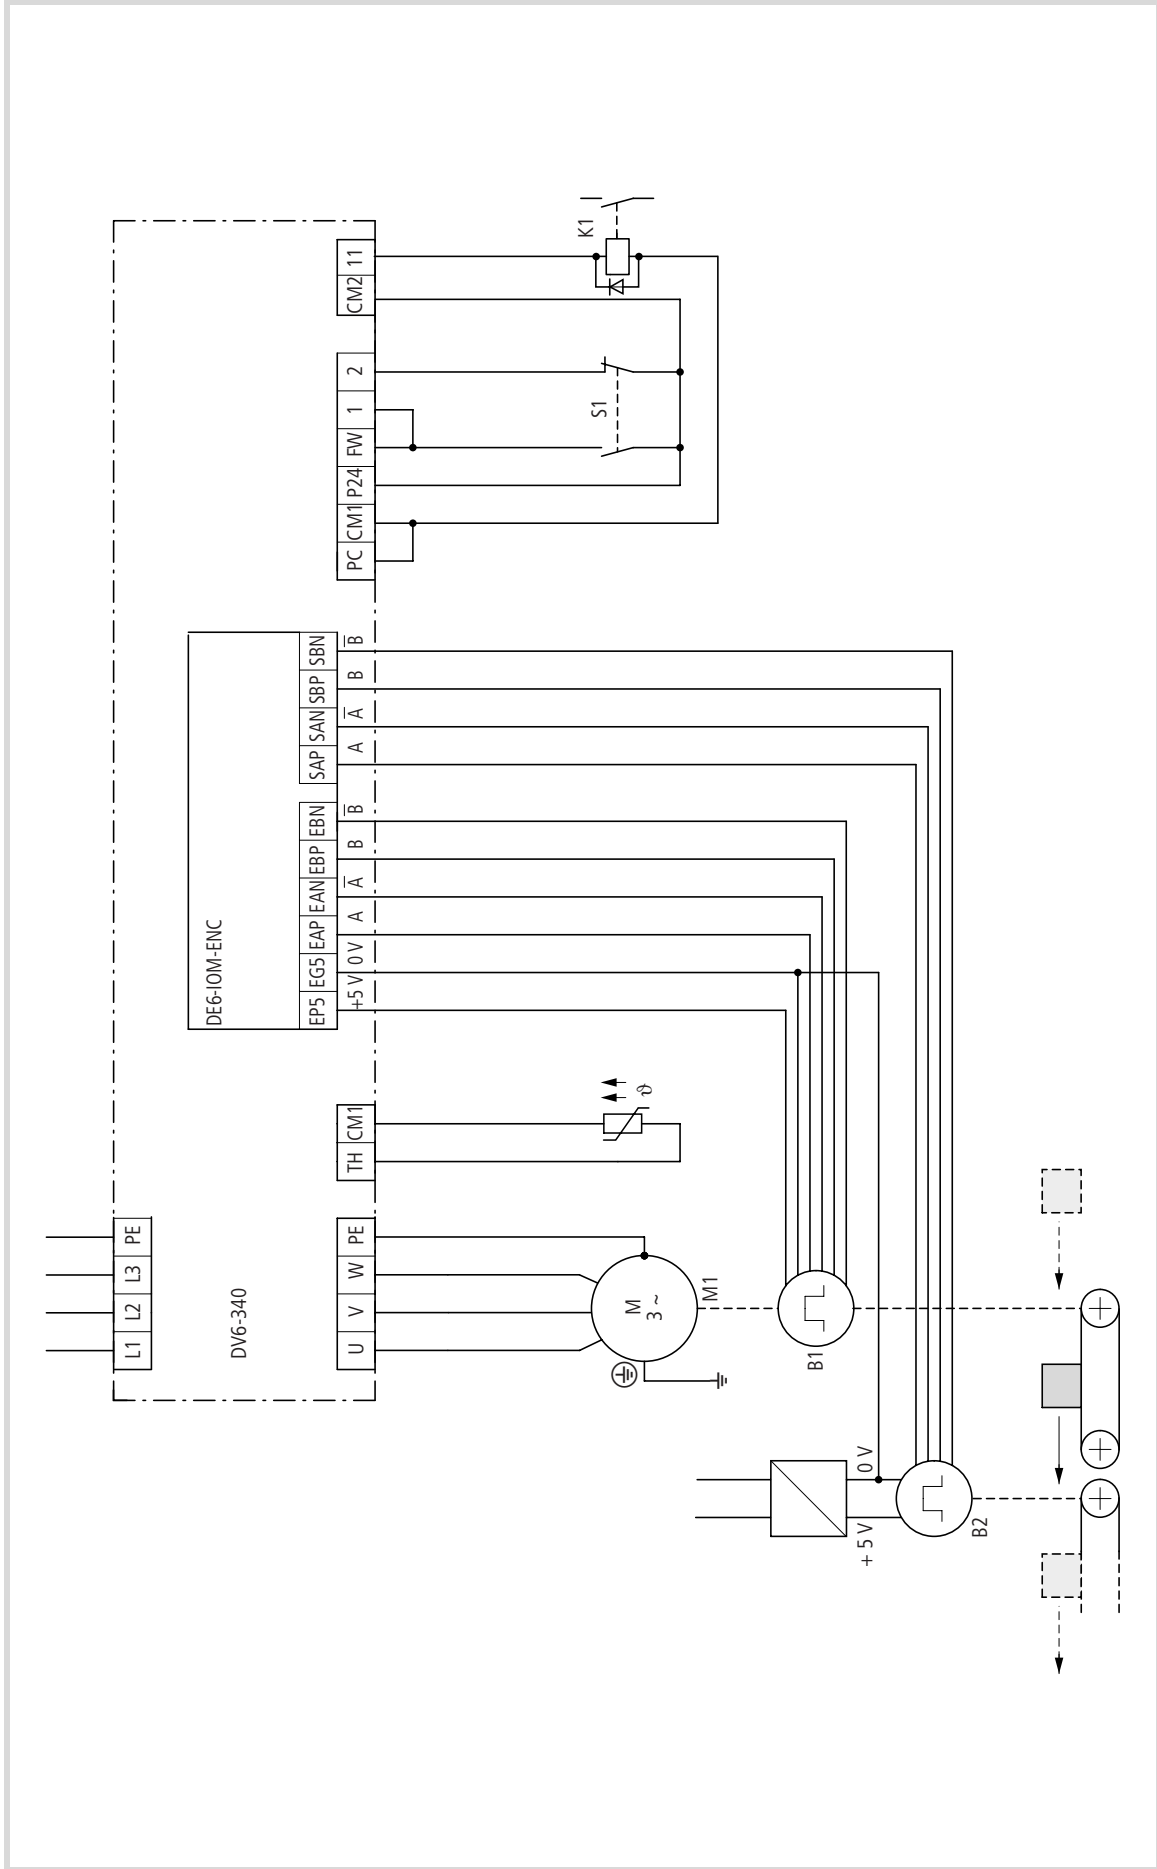 L1
L2
L3
PE
DV6-340
U
V
W
PE
TH
CM1
DE6-IOM-ENC
EP5
EG5
EAP
EAN
EBP
EBN
SAP
SAN
SBP
SBN
+5 V
0 V
A
A̅
B
B̅
A
A̅
B
B̅
PC
CM1
P24
FW
1
2
CM2
11
K1
S1
ϑ
M
3 ~
M1
B1
+ 5 V
0 V
B2